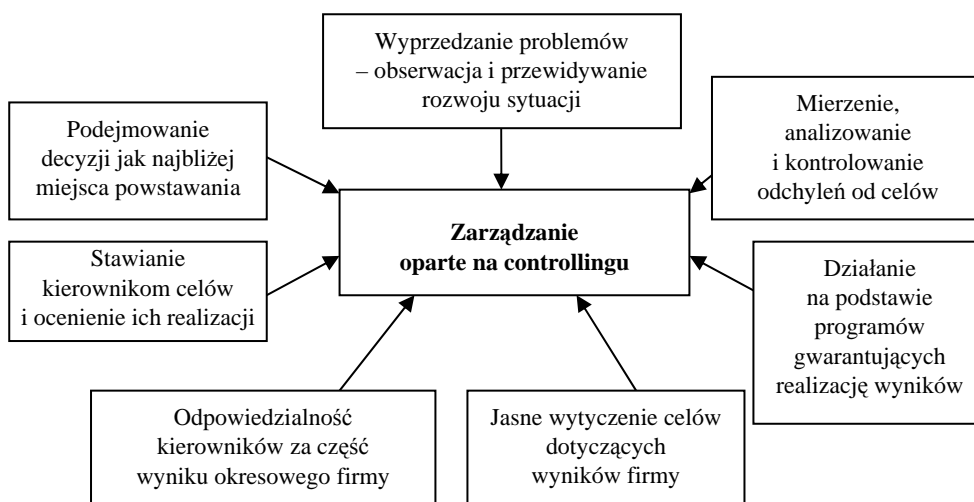 Wyprzedzanie problemów
– obserwacja i przewidywanie
rozwoju sytuacji
Podejmowanie
decyzji jak najbliżej
miejsca powstawania
Mierzenie,
analizowanie
i kontrolowanie
odchyleń od celów
Zarządzanie
oparte na controllingu
Stawianie
kierownikom celów
i ocenienie ich realizacji
Działanie
na podstawie
programów
gwarantujących
realizację wyników
Odpowiedzialność
kierowników za część
wyniku okresowego firmy
Jasne wytyczenie celów
dotyczących
wyników firmy